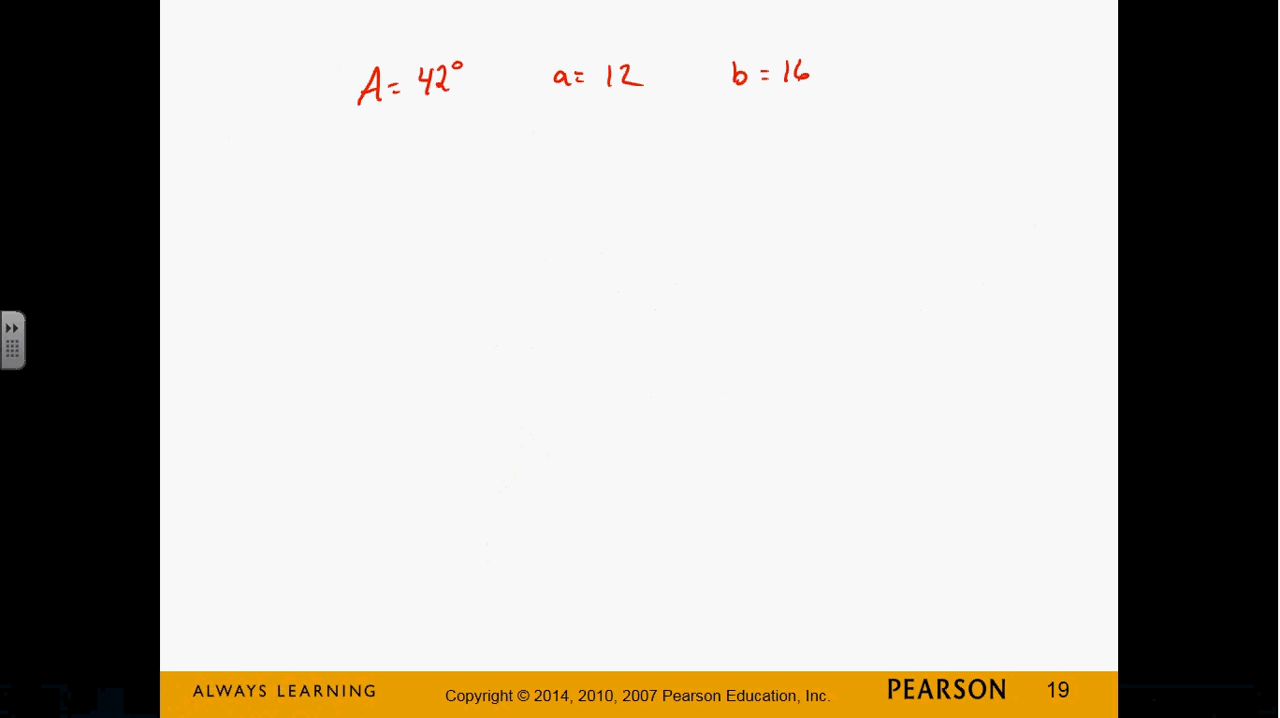 A = 42° a = 12 b = 16
ALWAYS LEARNING Copyright © 2014, 2010, 2007 Pearson Education, Inc. PEARSON 19